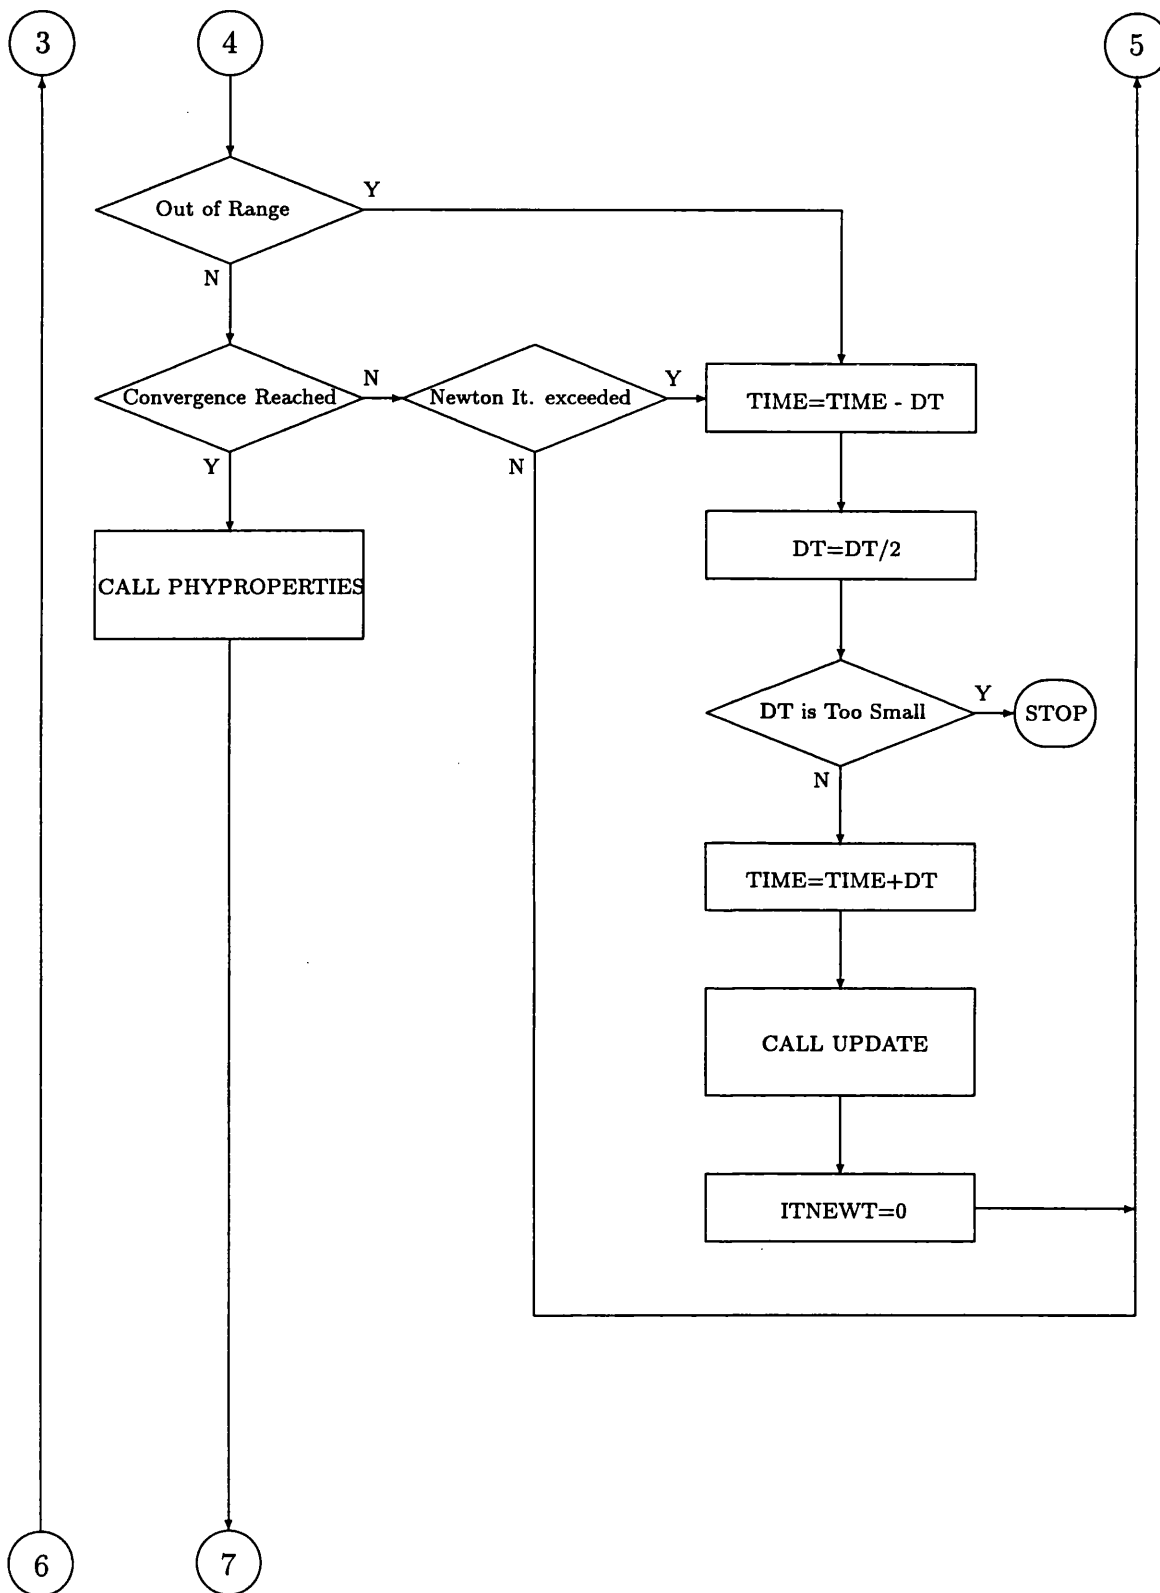 3
4
5
Y
Out of Range
N
Convergence Reached
N
Newton It. exceeded
Y
TIME=TIME - DT
Y
N
DT=DT/2
CALL PHYPROPERTIES
Y
DT is Too Small
STOP
N
TIME=TIME+DT
CALL UPDATE
ITNEWT=0
6
7